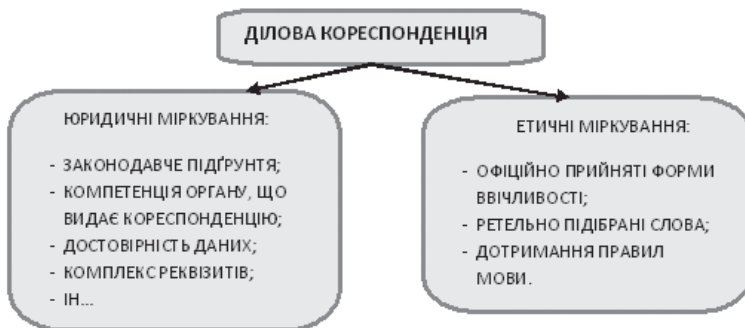 ДІЛОВА КОРЕСПОНДЕНЦІЯ
ЮРИДИЧНІ МІРКУВАННЯ:
- ЗАКОНОДАВЧЕ ПІДҐРУНТЯ;
- КОМПЕТЕНЦІЯ ОРГАНУ, ЩО
ВИДАЄ КОРЕСПОНДЕНЦІЮ;
- ДОСТОВІРНІСТЬ ДАНИХ;
- КОМПЛЕКС РЕКВІЗИТІВ;
- ІН...
ЕТИЧНІ МІРКУВАННЯ:
- ОФІЦІЙНО ПРИЙНЯТІ ФОРМИ
ВВІЧЛИВОСТІ;
- РЕТЕЛЬНО ПІДІБРАНІ СЛОВА;
- ДОТРИМАННЯ ПРАВИЛ
МОВИ.